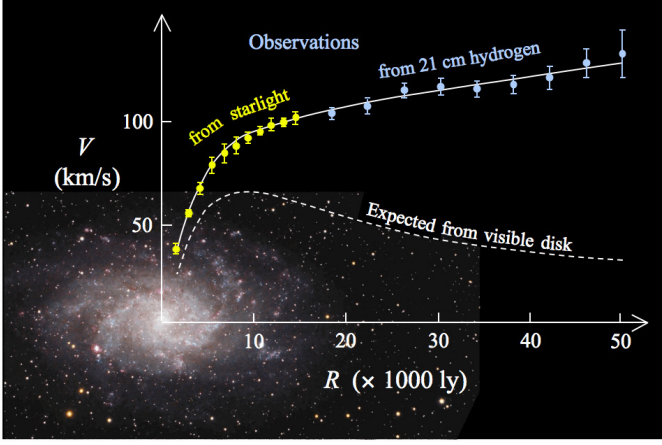 Observations
from 21 cm hydrogen
from starlight
100
V
(km/s)
50
Expected from visible disk
10
20
30
40
50
R (× 1000 ly)